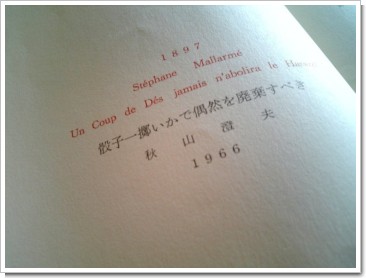 1897
Stéphane Mallarmé
Un Coup de Dés jamais n'abolira le Hasard
骰子一擲いかで偶然を廃棄すべき
秋山澄夫
1966